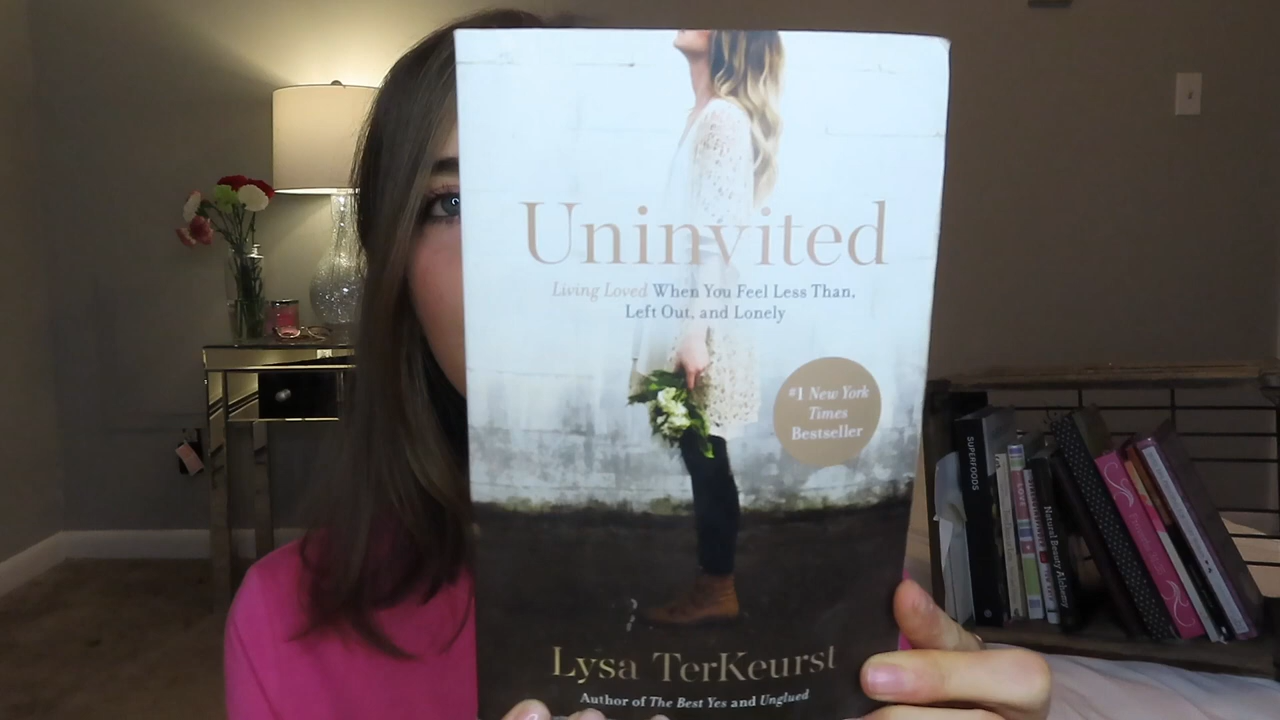 Uninvited
Living Loved When You Feel Less Than,
Left Out, and Lonely
#1 New York
Times
Bestseller
Lysa TerKeurst
Author of The Best Yes and Unglued
SUPERFOODS
LOVE
Natural Beauty Alchemy